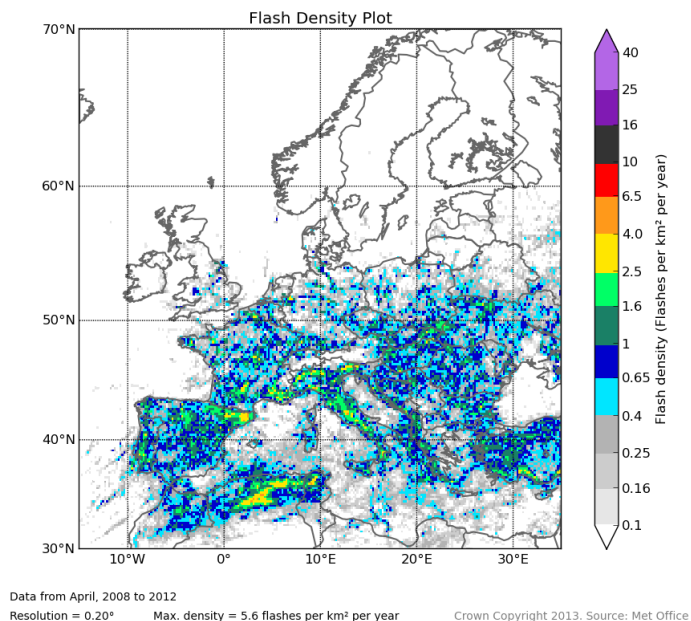 Flash Density Plot
70°N
60°N
50°N
40°N
30°N
10°W
0°
10°E
20°E
30°E
40
25
16
10
6.5
4.0
2.5
1.6
1
0.65
0.4
0.25
0.16
0.1
Flash density (Flashes per km² per year)
Data from April, 2008 to 2012
Resolution = 0.20° Max. density = 5.6 flashes per km² per year
Crown Copyright 2013. Source: Met Office